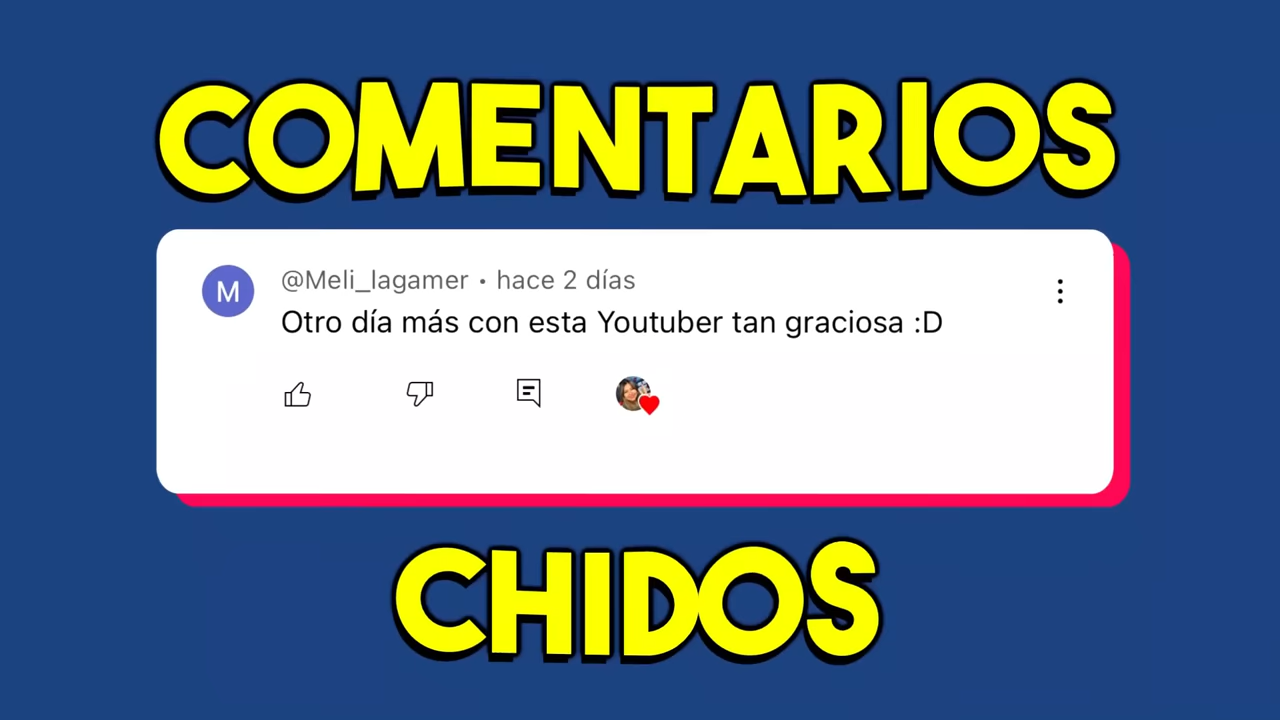 COMENTARIOS
M
@Meli_lagamer • hace 2 días
Otro día más con esta Youtuber tan graciosa :D
CHIDOS